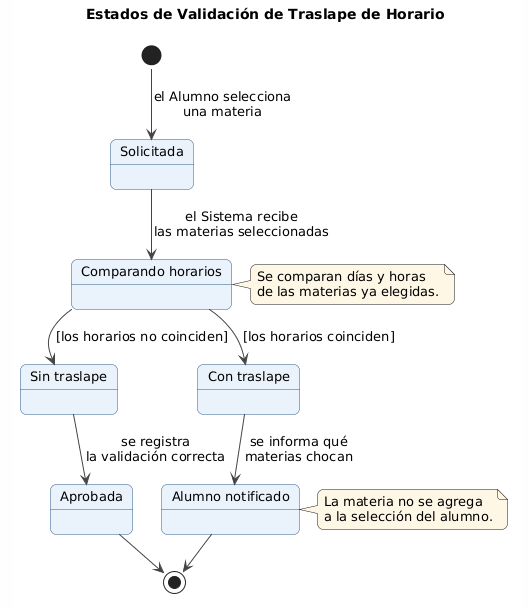 Estados de Validación de Traslape de Horario
el Alumno selecciona
una materia
Solicitada
el Sistema recibe
las materias seleccionadas
Comparando horarios
Se comparan días y horas
de las materias ya elegidas.
[los horarios no coinciden]
[los horarios coinciden]
Sin traslape
Con traslape
se registra
la validación correcta
se informa qué
materias chocan
Aprobada
Alumno notificado
La materia no se agrega
a la selección del alumno.